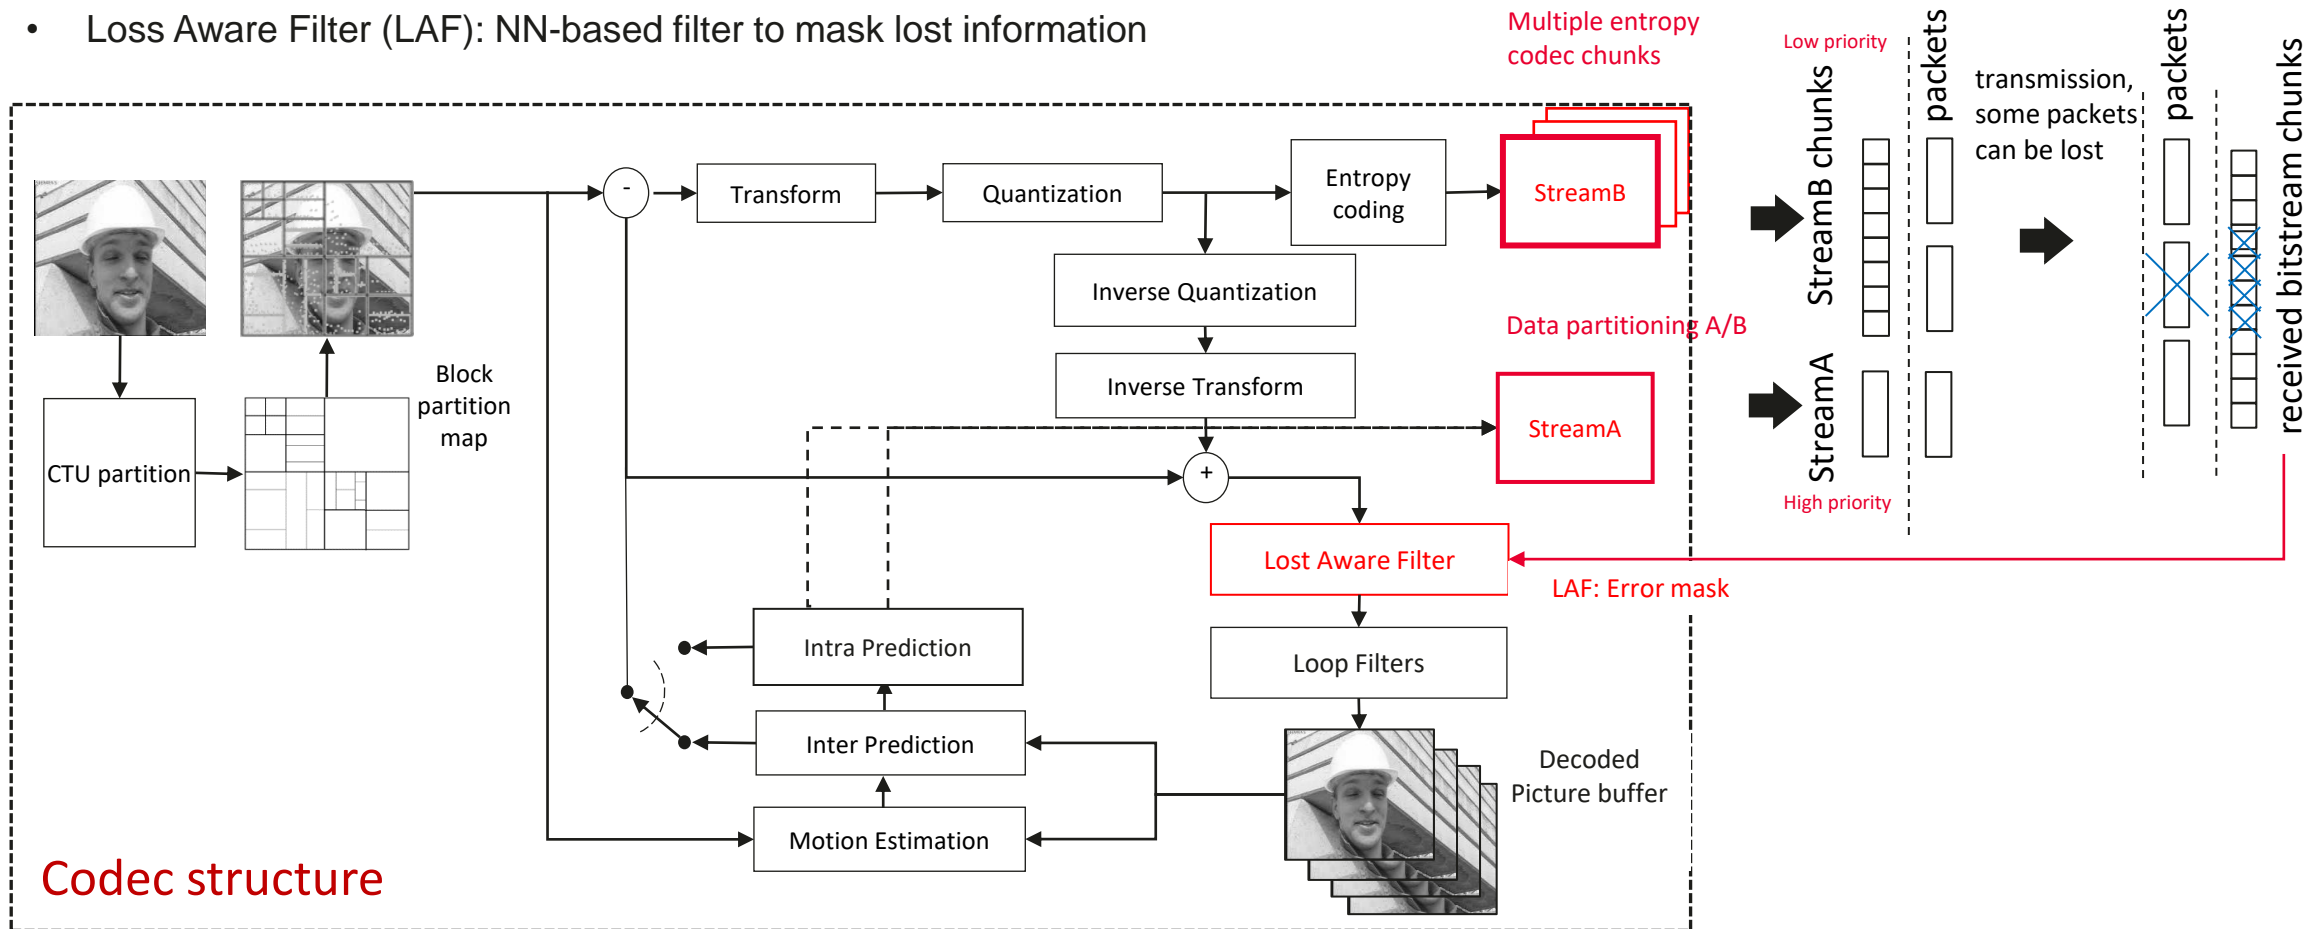 • Loss Aware Filter (LAF): NN-based filter to mask lost information
Multiple entropy
codec chunks
Low priority
StreamB chunks
packets
transmission,
some packets
can be lost
packets
received bitstream chunks
-
Transform
Quantization
Entropy
coding
StreamB
Inverse Quantization
Data partitioning A/B
Inverse Transform
Block
partition
map
CTU partition
StreamA
StreamA
High priority
+
Lost Aware Filter
LAF: Error mask
Intra Prediction
Loop Filters
Inter Prediction
Decoded
Picture buffer
Motion Estimation
Codec structure